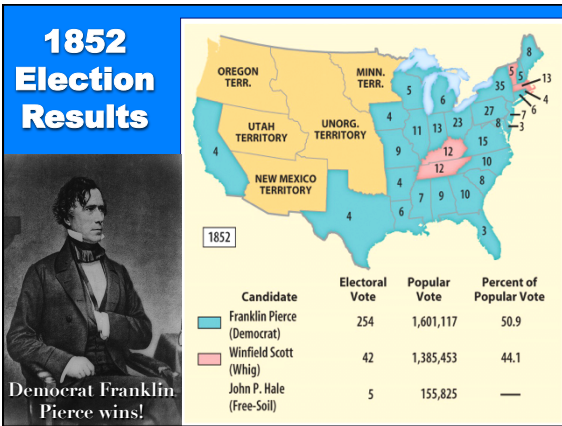 1852
Election
Results
OREGON
TERR.
MINN.
TERR.
UTAH
TERRITORY
UNORG.
TERRITORY
NEW MEXICO
TERRITORY
8
5
5
13
4
6
7
3
35
27
8
5
6
4
11
13
23
15
12
12
10
9
4
6
7
9
10
8
3
4
4
1852
Candidate Electoral Vote Popular Vote Percent of Popular Vote
Franklin Pierce (Democrat) 254 1,601,117 50.9
Winfield Scott (Whig) 42 1,385,453 44.1
John P. Hale (Free-Soil) 5 155,825 —
Democrat Franklin
Pierce wins!